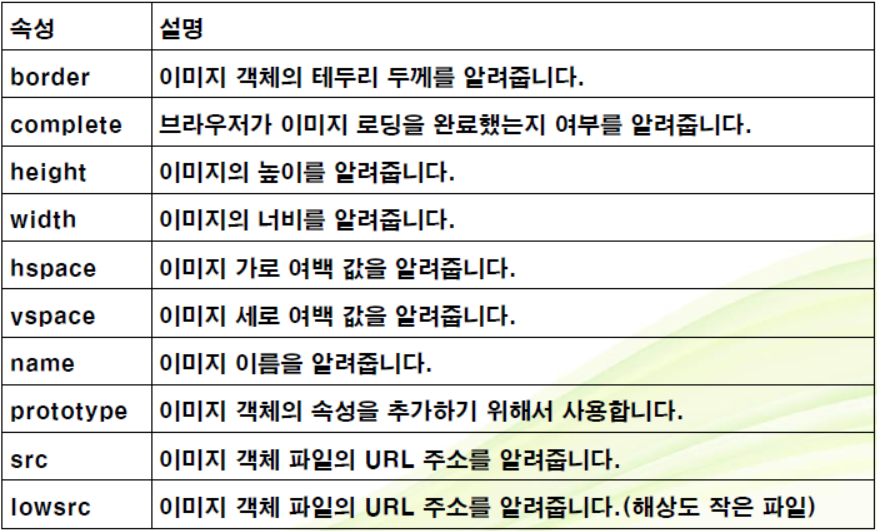 속성 설명
border 이미지 객체의 테두리 두께를 알려줍니다.
complete 브라우저가 이미지 로딩을 완료했는지 여부를 알려줍니다.
height 이미지의 높이를 알려줍니다.
width 이미지의 너비를 알려줍니다.
hspace 이미지 가로 여백 값을 알려줍니다.
vspace 이미지 세로 여백 값을 알려줍니다.
name 이미지 이름을 알려줍니다.
prototype 이미지 객체의 속성을 추가하기 위해서 사용합니다.
src 이미지 객체 파일의 URL 주소를 알려줍니다.
lowsrc 이미지 객체 파일의 URL 주소를 알려줍니다.(해상도 작은 파일)